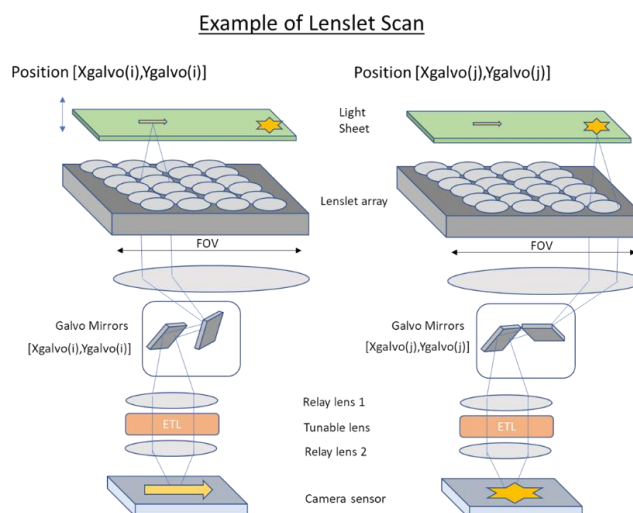 Example of Lenslet Scan
Position [Xgalvo(i),Ygalvo(i)]
Position [Xgalvo(j),Ygalvo(j)]
Light
Sheet
Lenslet array
FOV
FOV
Galvo Mirrors
[Xgalvo(i),Ygalvo(i)]
Galvo Mirrors
[Xgalvo(j),Ygalvo(j)]
Relay lens 1
ETL
Tunable lens
ETL
Relay lens 2
Camera sensor